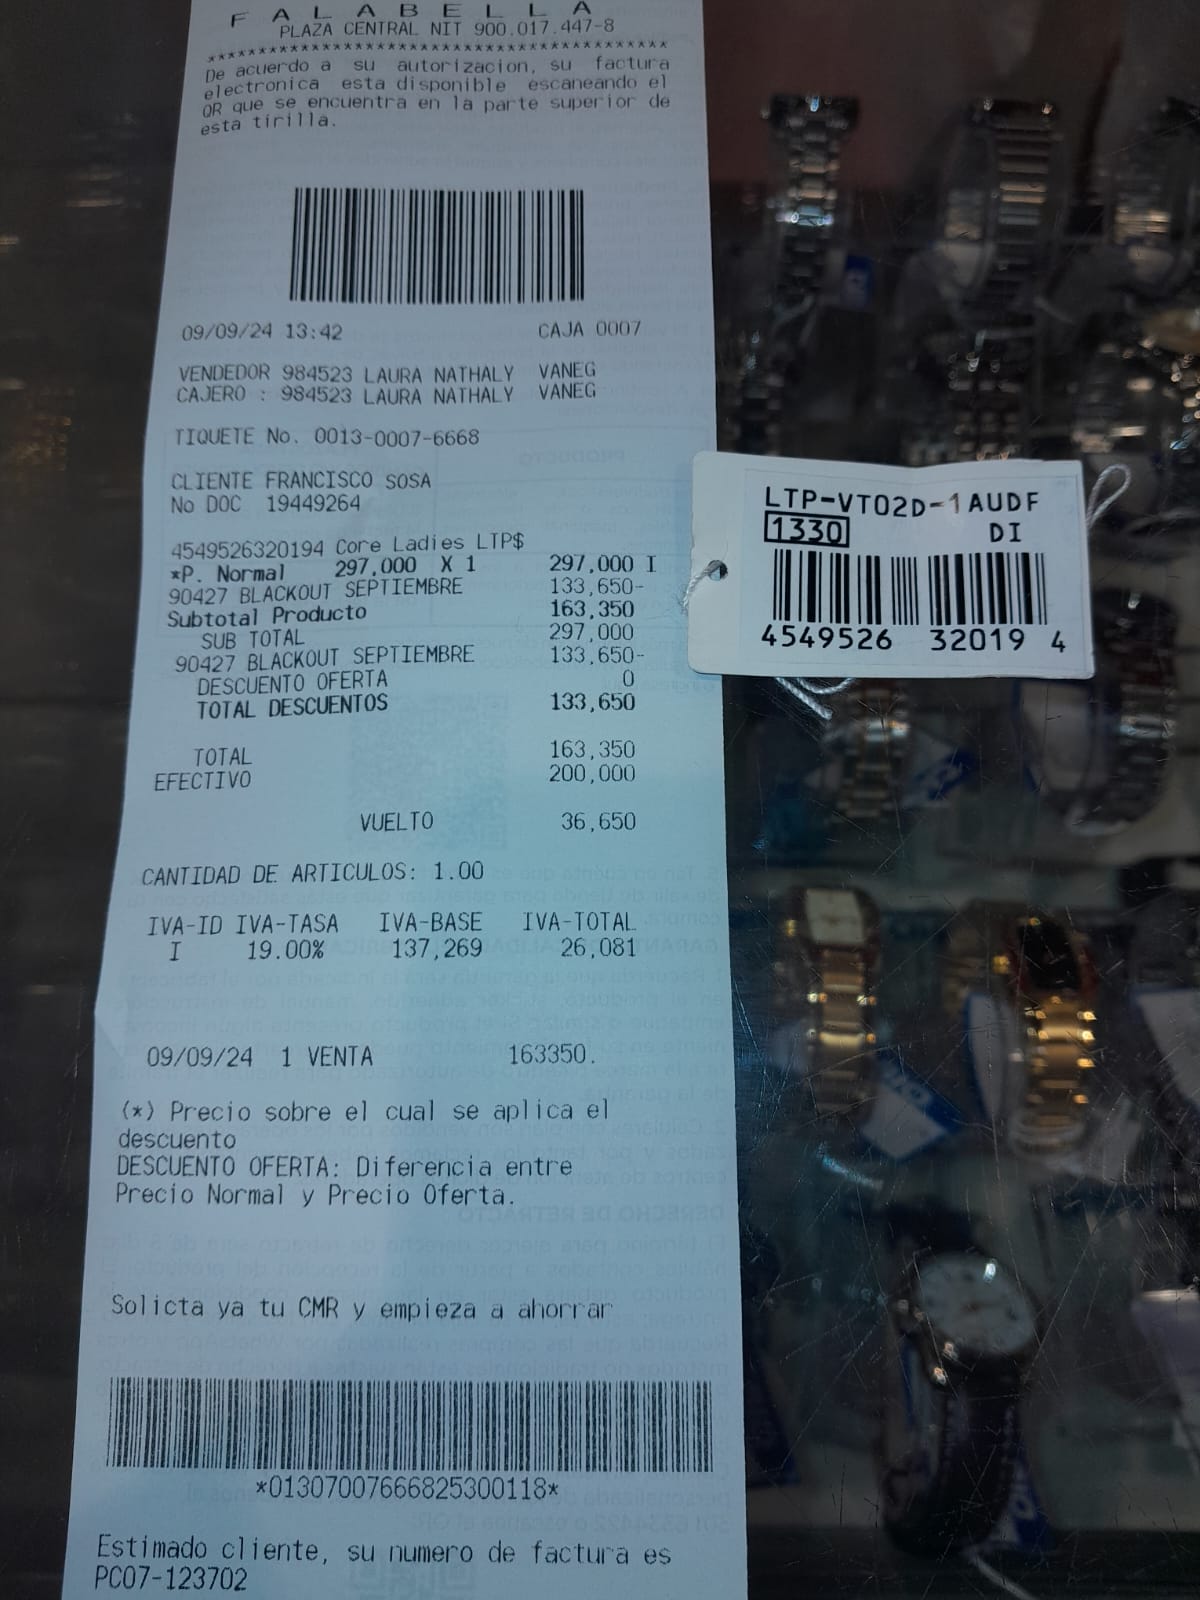 F A L A B E L L A
PLAZA CENTRAL NIT 900.017.447-8
******************************************
De acuerdo a su autorizacion, su factura
electronica esta disponible escaneando el
QR que se encuentra en la parte superior de
esta tirilla.
09/09/24 13:42 CAJA 0007
VENDEDOR 984523 LAURA NATHALY VANEG
CAJERO : 984523 LAURA NATHALY VANEG
TIQUETE No. 0013-0007-6668
CLIENTE FRANCISCO SOSA
No DOC 19449264
4549526320194 Core Ladies LTP$
*P. Normal 297,000 X 1 297,000 I
90427 BLACKOUT SEPTIEMBRE 133,650-
Subtotal Producto 163,350
SUB TOTAL 297,000
90427 BLACKOUT SEPTIEMBRE 133,650-
DESCUENTO OFERTA 0
TOTAL DESCUENTOS 133,650
TOTAL 163,350
EFECTIVO 200,000
VUELTO 36,650
CANTIDAD DE ARTICULOS: 1.00
IVA-ID IVA-TASA IVA-BASE IVA-TOTAL
I 19.00% 137,269 26,081
09/09/24 1 VENTA 163350.
(*) Precio sobre el cual se aplica el
descuento
DESCUENTO OFERTA: Diferencia entre
Precio Normal y Precio Oferta.
Solicta ya tu CMR y empieza a ahorrar
*01307007666825300118*
Estimado cliente, su numero de factura es
PC07-123702
LTP-VT02D-1AUDF
1330 DI
4549526 32019 4